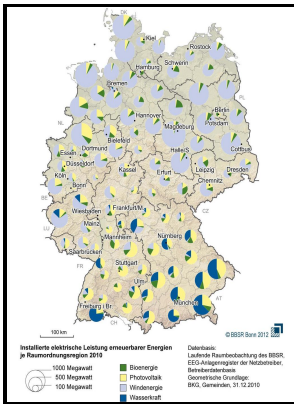 DK
Kiel
Rostock
Hamburg
Schwerin
Bremen
PL
NL
Hannover
Berlin
Potsdam
Magdeburg
Bielefeld
Cottbus
Dortmund
Essen
Halle/S
Düsseldorf
Kassel
Leipzig
Köln
Erfurt
Dresden
Chemnitz
Bonn
BE
Wiesbaden
Frankfurt/M
CZ
LU
Mainz
Mannheim
Nürnberg
Saarbrücken
FR
Stuttgart
Ulm
München
AT
Freiburg i.Br.
CH
100 km
© BBSR Bonn 2012
Installierte elektrische Leistung erneuerbarer Energien
je Raumordnungsregion 2010
1000 Megawatt
500 Megawatt
100 Megawatt
Bioenergie
Photovoltaik
Windenergie
Wasserkraft
Datenbasis:
Laufende Raumbeobachtung des BBSR,
EEG-Anlagenregister der Netzbetreiber,
Betreiberdatenbasis
Geometrische Grundlage:
BKG, Gemeinden, 31.12.2010